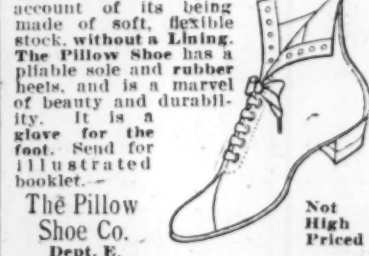 account of its being
made of soft, flexible
stock, without a Lining.
The Pillow Shoe has a
pliable sole and rubber
heels, and is a marvel
of beauty and durabil-
ity. It is a
glove for the
foot. Send for
illustrated
booklet.
The Pillow
Shoe Co.
Dept. E.
Not
High
Priced